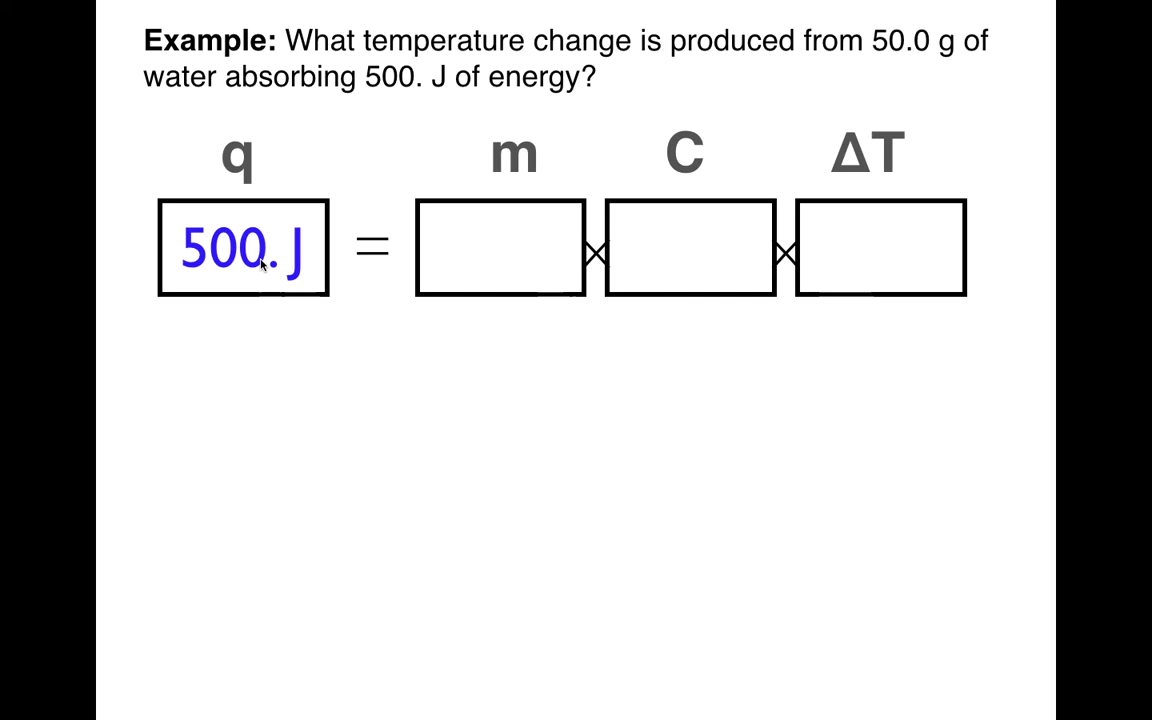 Example: What temperature change is produced from 50.0 g of
water absorbing 500. J of energy?
q m C ΔT
500. J = × ×